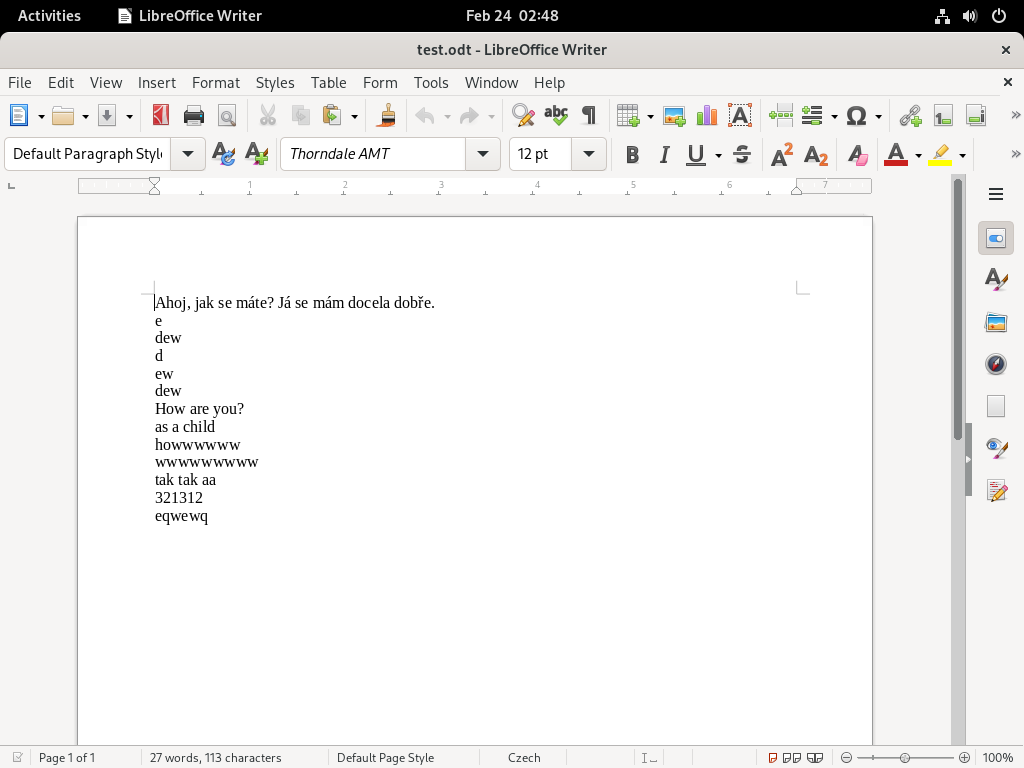 Activities LibreOffice Writer Feb 24 02:48
test.odt - LibreOffice Writer
File Edit View Insert Format Styles Table Form Tools Window Help
Default Paragraph Style Thorndale AMT 12 pt
1 2 3 4 5 6 7
Ahoj, jak se máte? Já se mám docela dobře.
e
dew
d
ew
dew
How are you?
as a child
howwwwww
wwwwwwwww
tak tak aa
321312
eqwewq
Page 1 of 1 27 words, 113 characters Default Page Style Czech 100%